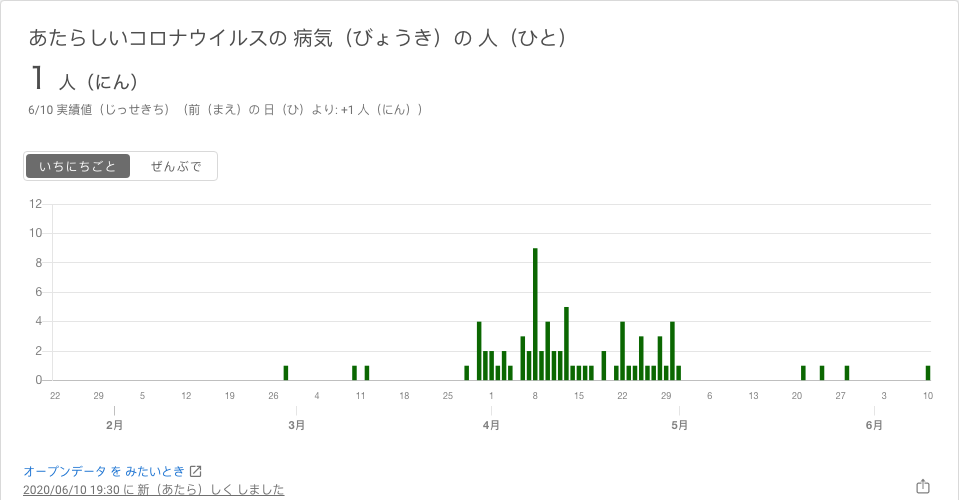 あたらしいコロナウイルスの 病気（びょうき）の 人（ひと）
1 人（にん）
6/10 実績値（じっせきち）（前（まえ）の 日（ひ）より: +1 人（にん））
いちにちごと ぜんぶで
12
10
8
6
4
2
0
22 29 5 12 19 26 4 11 18 25 1 8 15 22 29 6 13 20 27 3 10
2月 3月 4月 5月 6月
オープンデータ を みたいとき
2020/06/10 19:30 に 新（あたら）しく しました